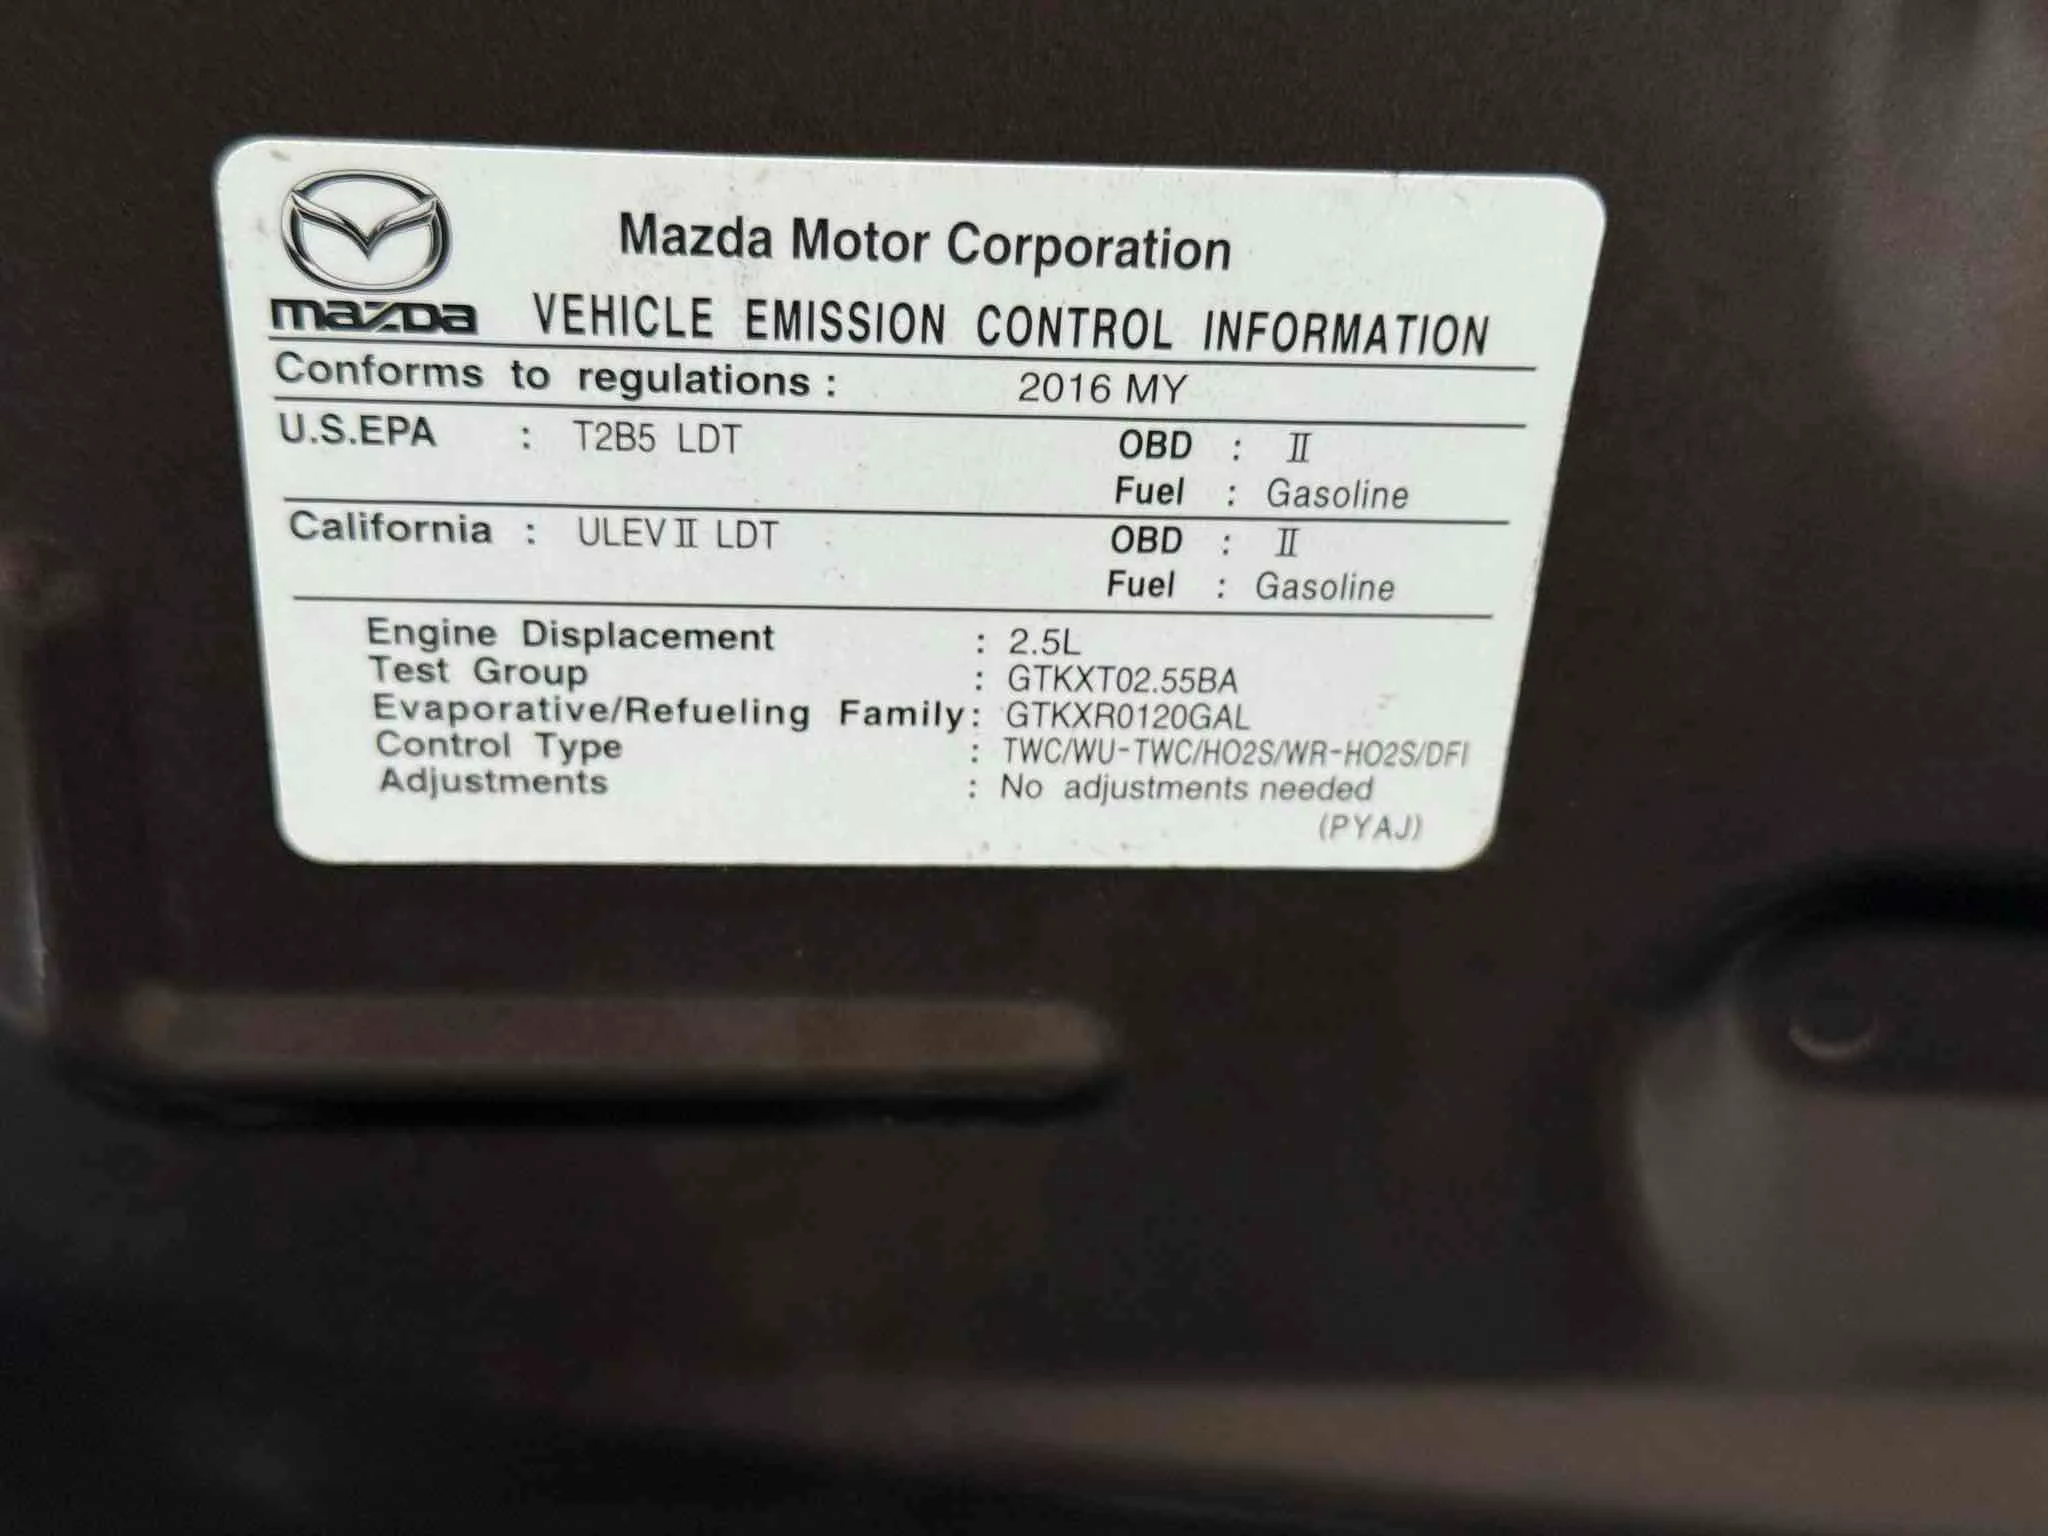 Mazda Motor Corporation
mazda VEHICLE EMISSION CONTROL INFORMATION
Conforms to regulations : 2016 MY
U.S.EPA : T2B5 LDT OBD : II
Fuel : Gasoline
California : ULEV II LDT OBD : II
Fuel : Gasoline
Engine Displacement : 2.5L
Test Group : GTKXT02.55BA
Evaporative/Refueling Family : GTKXR0120GAL
Control Type : TWC/WU-TWC/HO2S/WR-HO2S/DFI
Adjustments : No adjustments needed
(PYAJ)